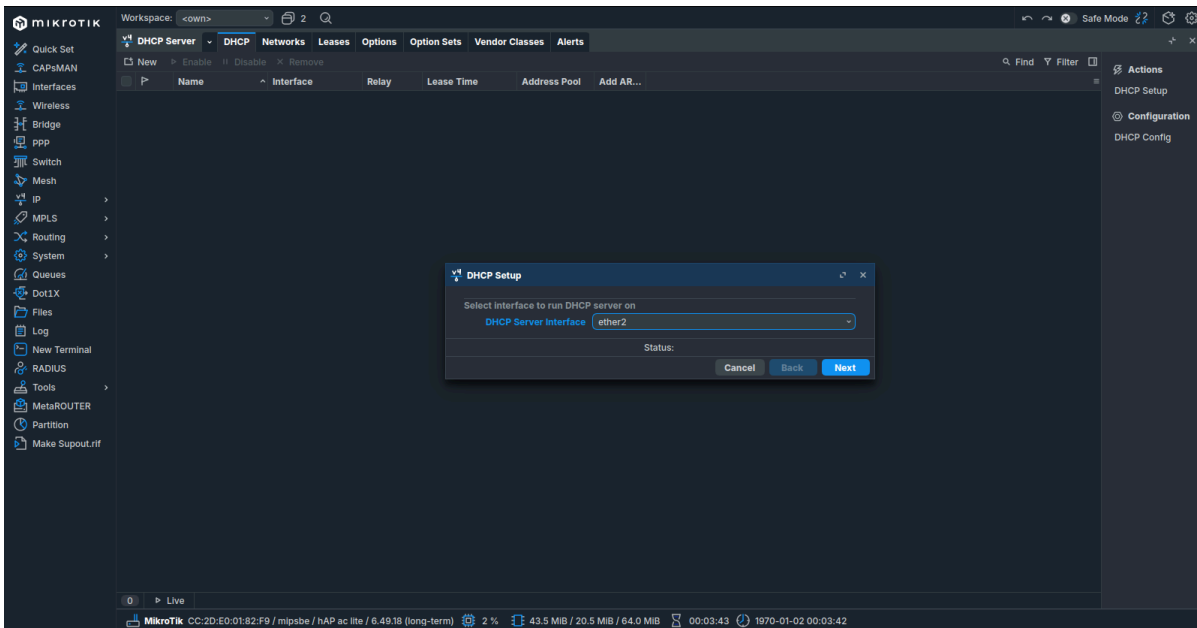 MikroTik
Workspace: <own> 2
Safe Mode
DHCP Server DHCP Networks Leases Options Option Sets Vendor Classes Alerts
New Enable Disable Remove
Find Filter
Name Interface Relay Lease Time Address Pool Add AR...
Quick Set
CAPsMAN
Interfaces
Wireless
Bridge
PPP
Switch
Mesh
IP
MPLS
Routing
System
Queues
Dot1X
Files
Log
New Terminal
RADIUS
Tools
MetaROUTER
Partition
Make Supout.rif
Actions
DHCP Setup
Configuration
DHCP Config
DHCP Setup
Select interface to run DHCP server on
DHCP Server Interface ether2
Status:
Cancel Back Next
0 Live
MikroTik CC:2D:E0:01:82:F9 / mipsbe / hAP ac lite / 6.49.18 (long-term) 2 % 43.5 MiB / 20.5 MiB / 64.0 MiB 00:03:43 1970-01-02 00:03:42